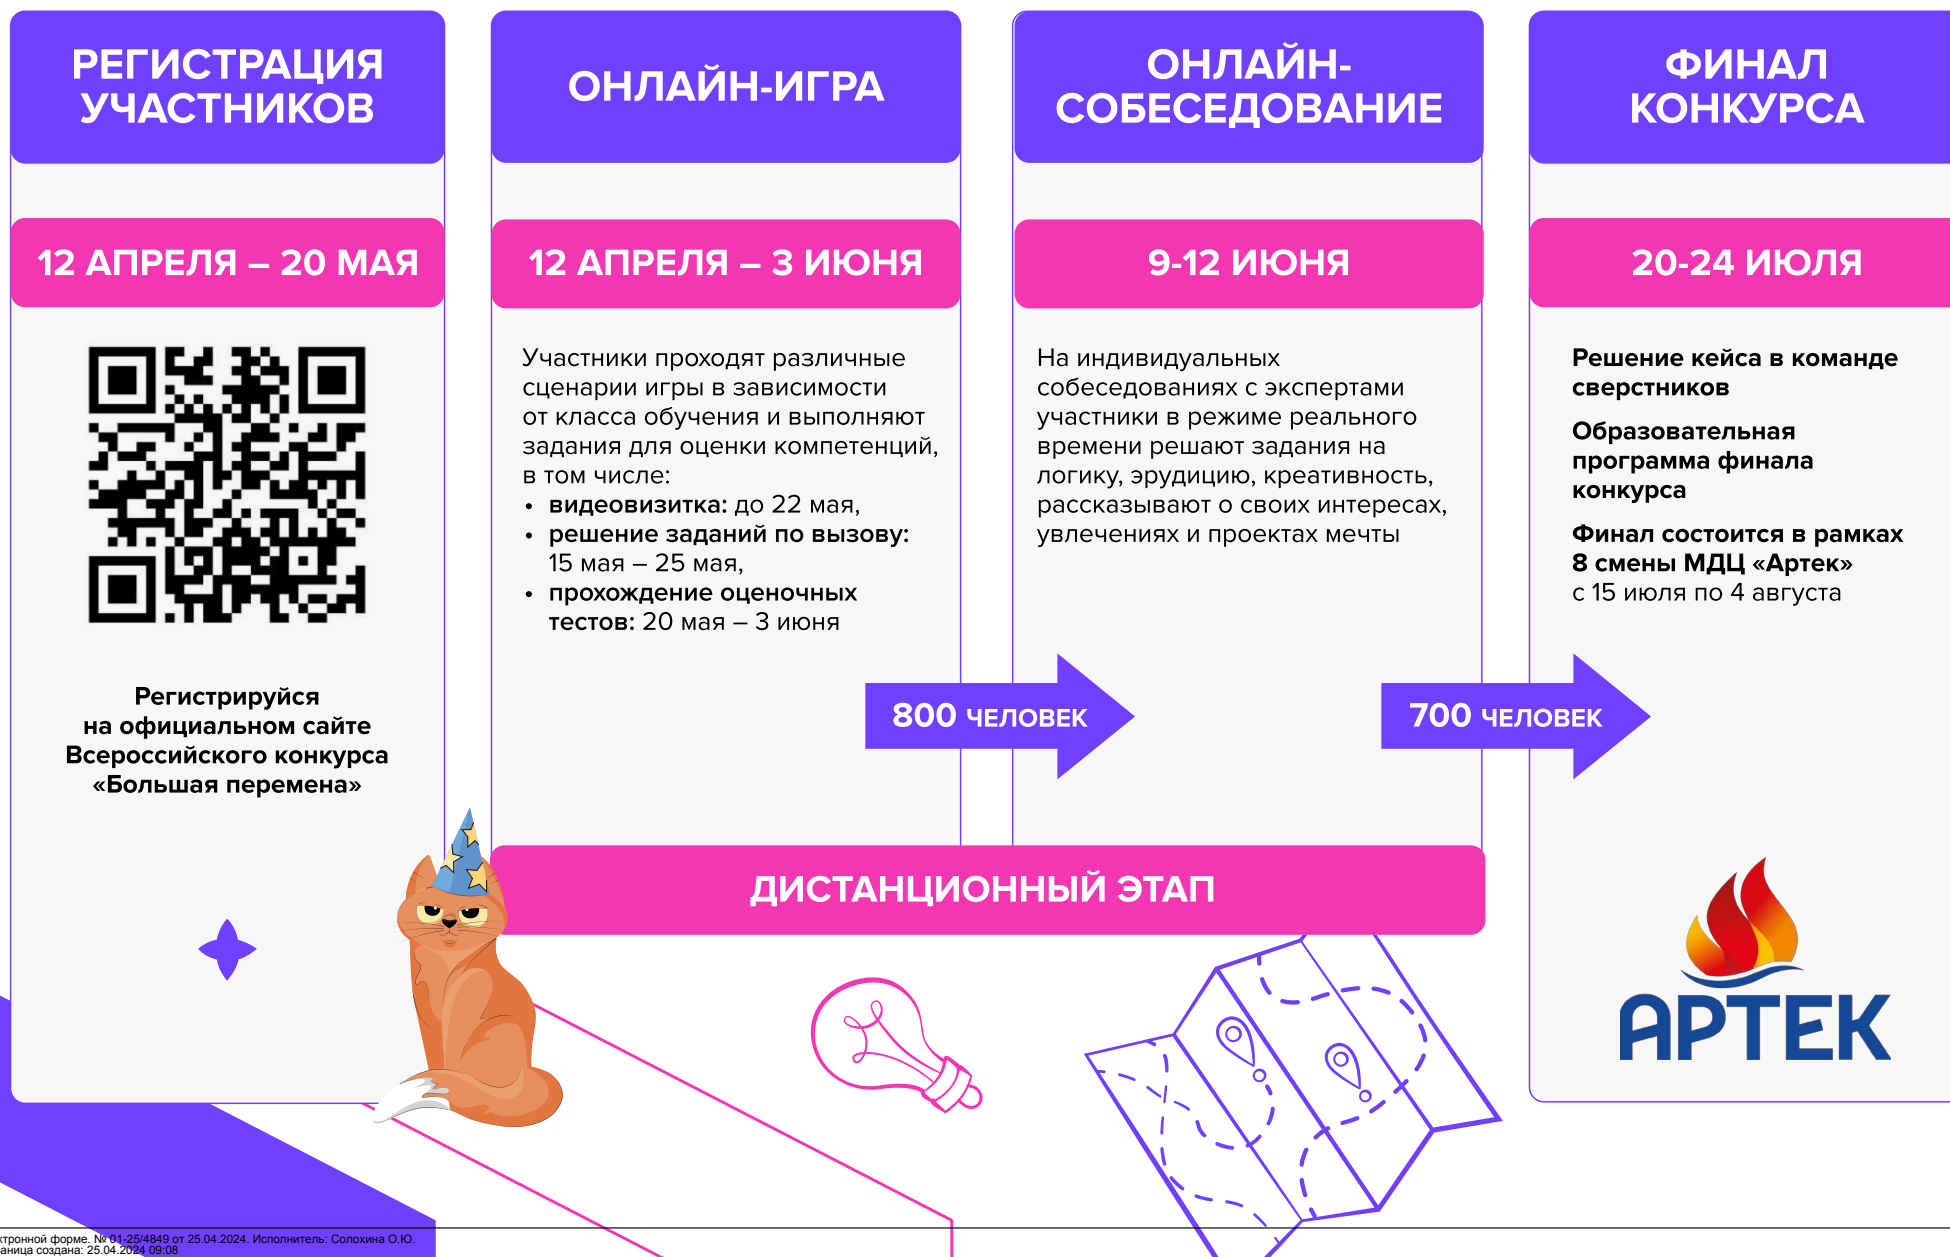 РЕГИСТРАЦИЯ
УЧАСТНИКОВ
12 АПРЕЛЯ – 20 МАЯ
Регистрируйся
на официальном сайте
Всероссийского конкурса
«Большая перемена»
ОНЛАЙН-ИГРА
12 АПРЕЛЯ – 3 ИЮНЯ
Участники проходят различные
сценарии игры в зависимости
от класса обучения и выполняют
задания для оценки компетенций,
в том числе:
• видеовизитка: до 22 мая,
• решение заданий по вызову:
15 мая – 25 мая,
• прохождение оценочных
тестов: 20 мая – 3 июня
800 ЧЕЛОВЕК
ОНЛАЙН-
СОБЕСЕДОВАНИЕ
9-12 ИЮНЯ
На индивидуальных
собеседованиях с экспертами
участники в режиме реального
времени решают задания на
логику, эрудицию, креативность,
рассказывают о своих интересах,
увлечениях и проектах мечты
700 ЧЕЛОВЕК
ДИСТАНЦИОННЫЙ ЭТАП
ФИНАЛ
КОНКУРСА
20-24 ИЮЛЯ
Решение кейса в команде
сверстников
Образовательная
программа финала
конкурса
Финал состоится в рамках
8 смены МДЦ «Артек»
с 15 июля по 4 августа
АРТЕК
ктронной форме. № 01-25/4849 от 25.04.2024. Исполнитель: Солохина О.Ю.
аница создана: 25.04.2024 09:08